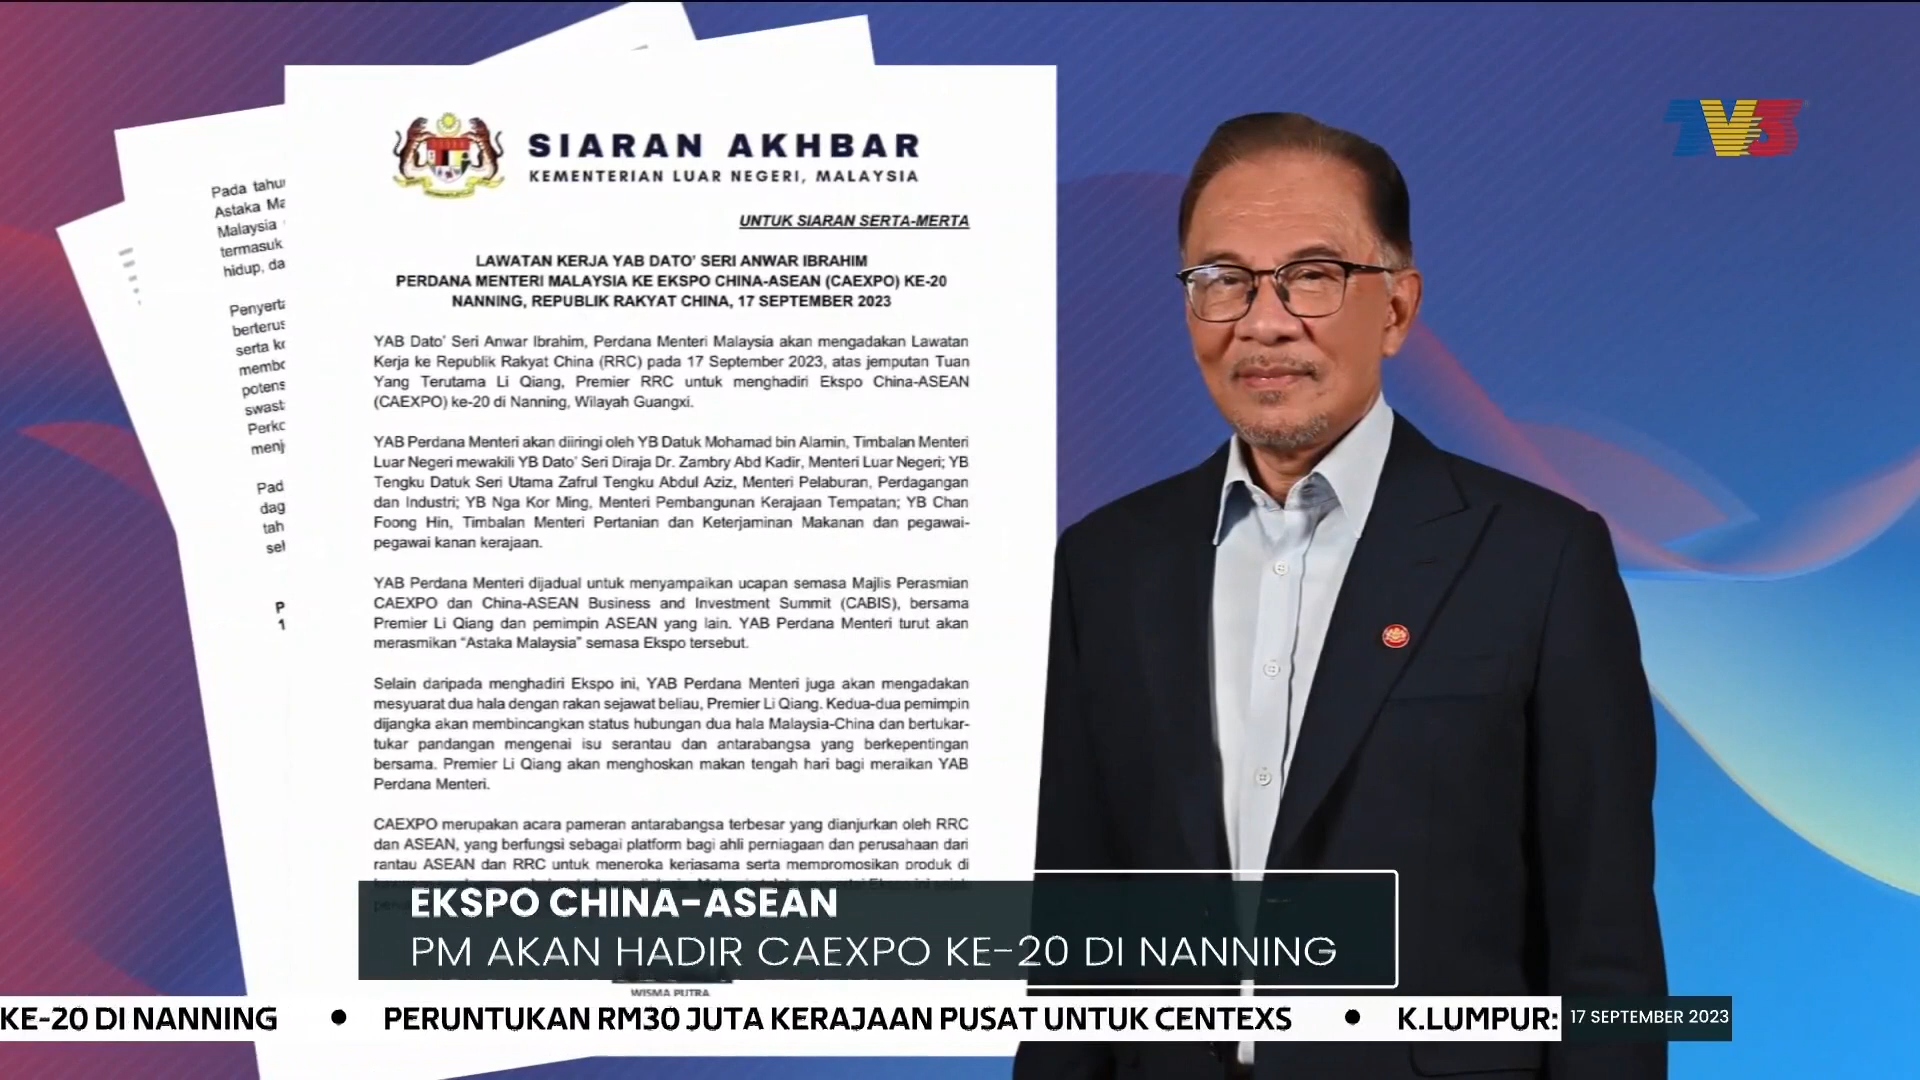 TV3
SIARAN AKHBAR
KEMENTERIAN LUAR NEGERI, MALAYSIA
UNTUK SIARAN SERTA-MERTA
LAWATAN KERJA YAB DATO’ SERI ANWAR IBRAHIM
PERDANA MENTERI MALAYSIA KE EKSPO CHINA-ASEAN (CAEXPO) KE-20
NANNING, REPUBLIK RAKYAT CHINA, 17 SEPTEMBER 2023
YAB Dato’ Seri Anwar Ibrahim, Perdana Menteri Malaysia akan mengadakan Lawatan
Kerja ke Republik Rakyat China (RRC) pada 17 September 2023, atas jemputan Tuan
Yang Terutama Li Qiang, Premier RRC untuk menghadiri Ekspo China-ASEAN
(CAEXPO) ke-20 di Nanning, Wilayah Guangxi.
YAB Perdana Menteri akan diiringi oleh YB Datuk Mohamad bin Alamin, Timbalan Menteri
Luar Negeri mewakili YB Dato’ Seri Diraja Dr. Zambry Abd Kadir, Menteri Luar Negeri; YB
Tengku Datuk Seri Utama Zafrul Tengku Abdul Aziz, Menteri Pelaburan, Perdagangan
dan Industri; YB Nga Kor Ming, Menteri Pembangunan Kerajaan Tempatan; YB Chan
Foong Hin, Timbalan Menteri Pertanian dan Keterjaminan Makanan dan pegawai-
pegawai kanan kerajaan.
YAB Perdana Menteri dijadual untuk menyampaikan ucapan semasa Majlis Perasmian
CAEXPO dan China-ASEAN Business and Investment Summit (CABIS), bersama
Premier Li Qiang dan pemimpin ASEAN yang lain. YAB Perdana Menteri turut akan
merasmikan “Astaka Malaysia” semasa Ekspo tersebut.
Selain daripada menghadiri Ekspo ini, YAB Perdana Menteri juga akan mengadakan
mesyuarat dua hala dengan rakan sejawat beliau, Premier Li Qiang. Kedua-dua pemimpin
dijangka akan membincangkan status hubungan dua hala Malaysia-China dan bertukar-
tukar pandangan mengenai isu serantau dan antarabangsa yang berkepentingan
bersama. Premier Li Qiang akan menghoskan makan tengah hari bagi meraikan YAB
Perdana Menteri.
CAEXPO merupakan acara pameran antarabangsa terbesar yang dianjurkan oleh RRC
dan ASEAN, yang berfungsi sebagai platform bagi ahli perniagaan dan perusahaan dari
rantau ASEAN dan RRC untuk meneroka kerjasama serta mempromosikan produk di
Pada tahu
Astaka Ma
Malaysia
termasuk
hidup, da
Penyerta
berterus
serta ke
membo
potens
swast
Perko
menj
Pad
dag
tah
sel
P
1
EKSPO CHINA-ASEAN
PM AKAN HADIR CAEXPO KE-20 DI NANNING
WISMA PUTRA
KE-20 DI NANNING • PERUNTUKAN RM30 JUTA KERAJAAN PUSAT UNTUK CENTEXS • K.LUMPUR: 17 SEPTEMBER 2023